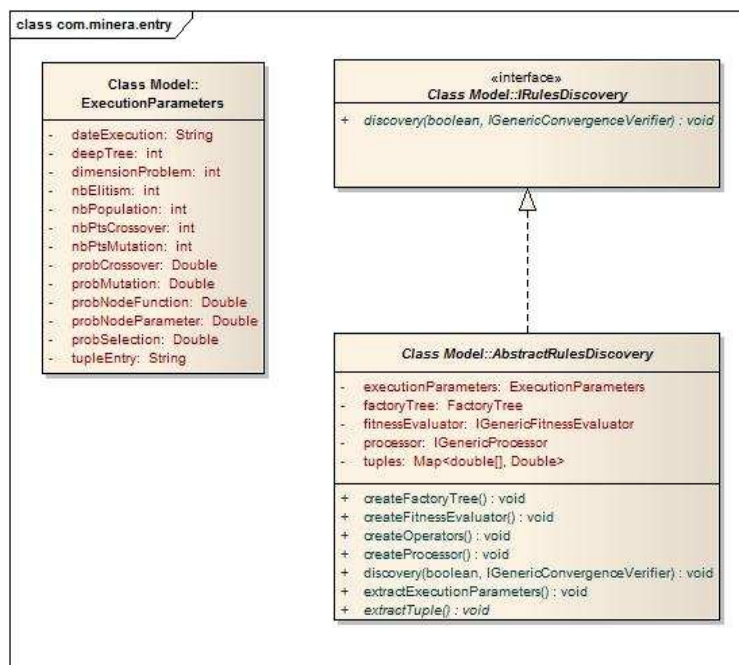 class com.minera.entry
Class Model::
ExecutionParameters
- dateExecution: String
- deepTree: int
- dimensionProblem: int
- nbElitism: int
- nbPopulation: int
- nbPtsCrossover: int
- nbPtsMutation: int
- probCrossover: Double
- probMutation: Double
- probNodeFunction: Double
- probNodeParameter: Double
- probSelection: Double
- tupleEntry: String
«interface»
Class Model::IRulesDiscovery
+ discovery(boolean, IGenericConvergenceVerifier) : void
Class Model::AbstractRulesDiscovery
- executionParameters: ExecutionParameters
- factoryTree: FactoryTree
- fitnessEvaluator: IGenericFitnessEvaluator
- processor: IGenericProcessor
- tuples: Map<double[], Double>
+ createFactoryTree() : void
+ createFitnessEvaluator() : void
+ createOperators() : void
+ createProcessor() : void
+ discovery(boolean, IGenericConvergenceVerifier) : void
+ extractExecutionParameters() : void
+ extractTuple() : void